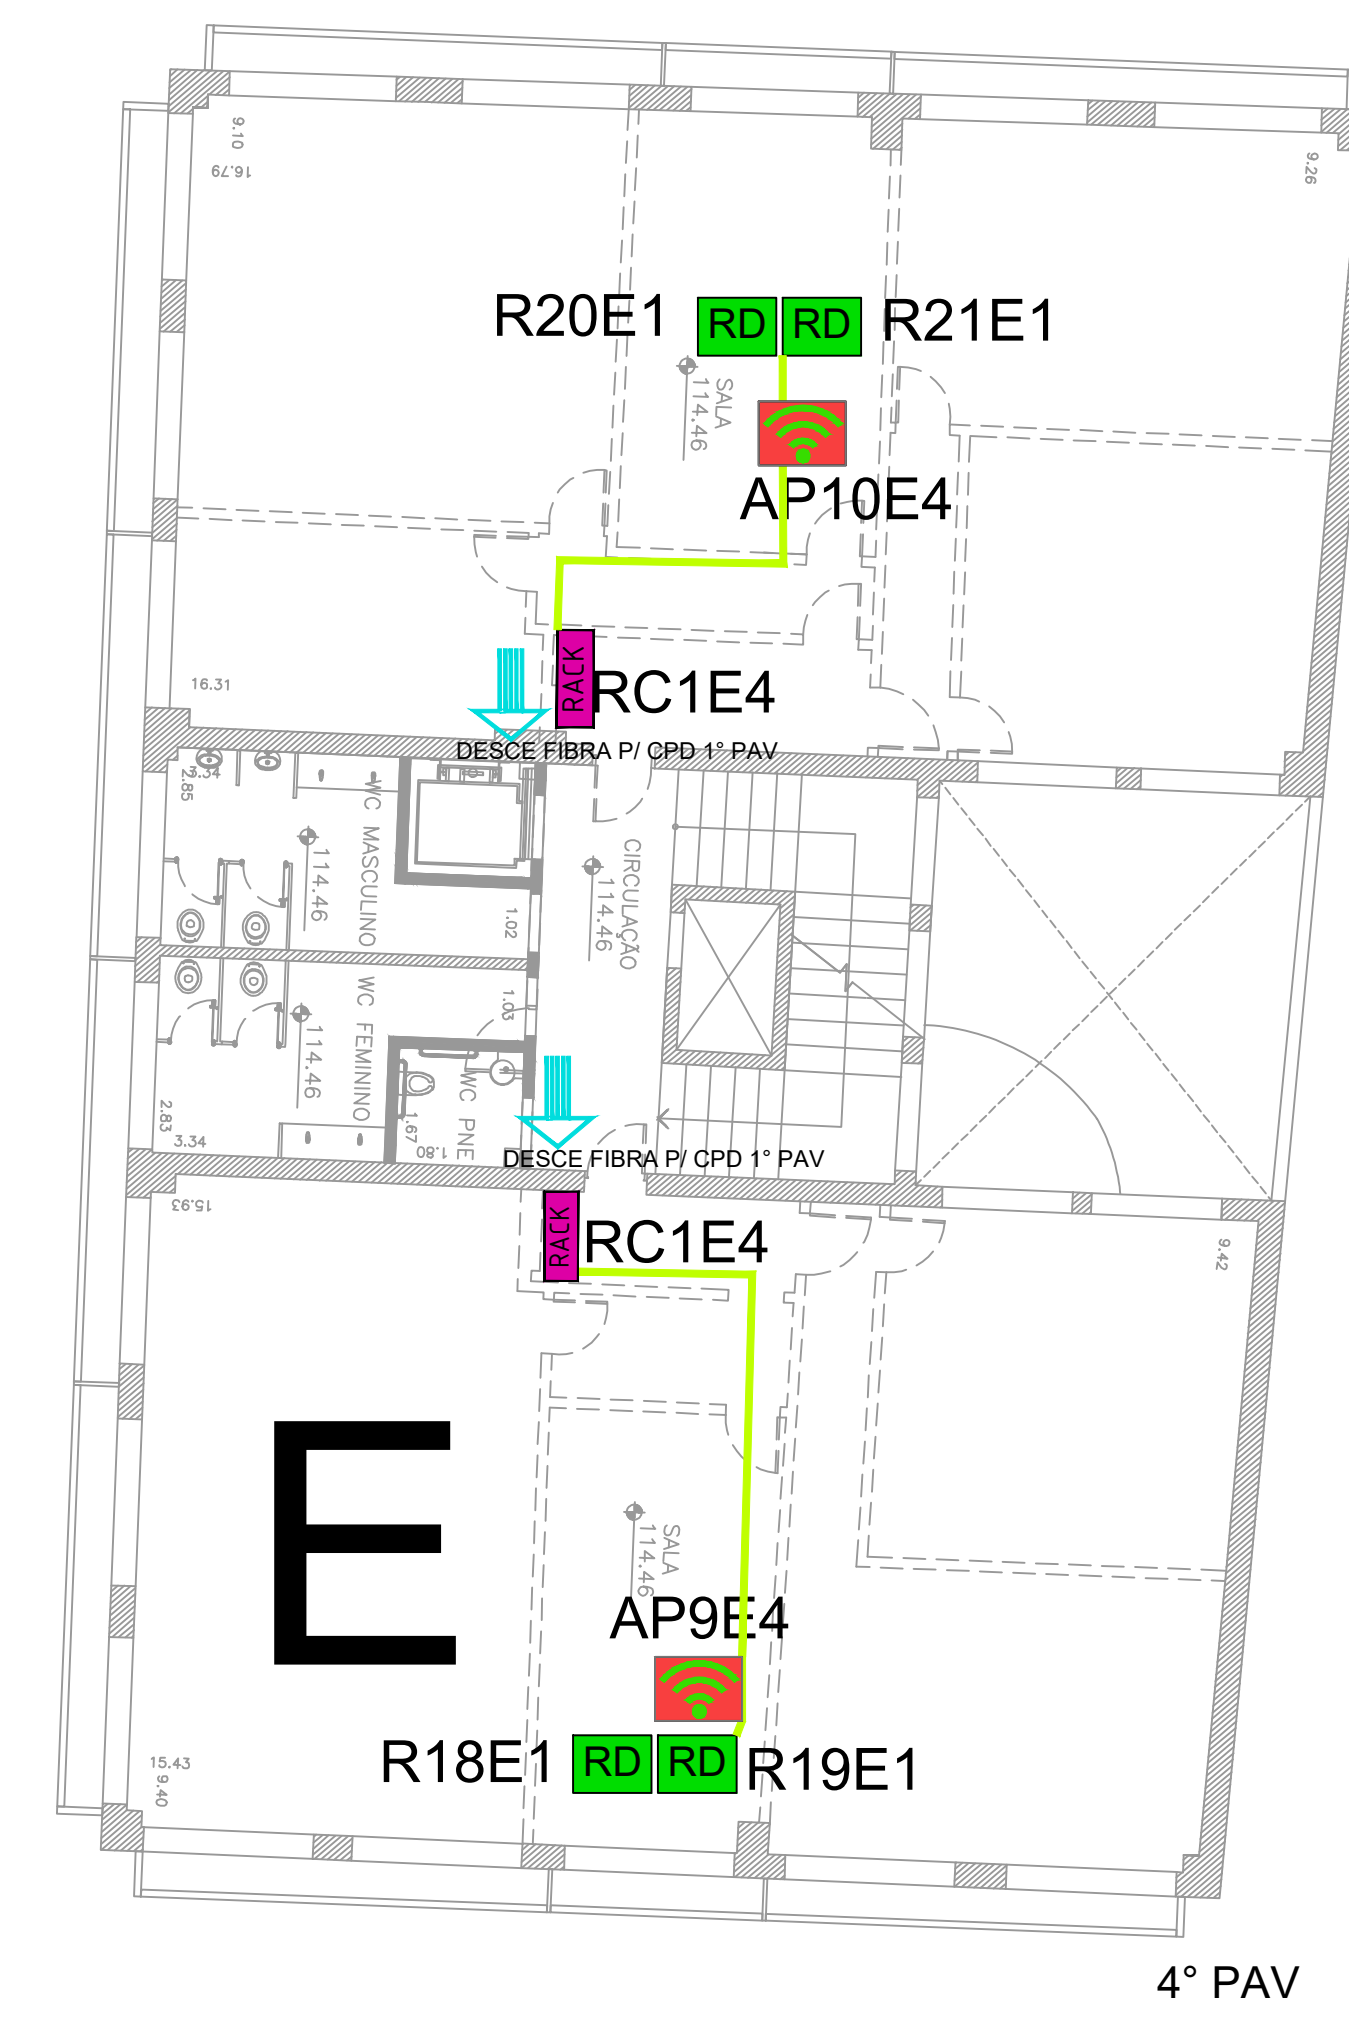 9.10
16.79
9.26
R20E1
RD
RD
R21E1
SALA
114.46
AP10E4
16.31
RACK
RC1E4
DESCE FIBRA P/ CPD 1° PAV
3.34
2.85
WC MASCULINO
114.46
1.02
CIRCULAÇÃO
114.46
WC FEMININO
114.46
1.03
2.83
3.34
WC PNE
1.67
1.80
DESCE FIBRA P/ CPD 1° PAV
15.93
RACK
RC1E4
9.42
E
SALA
114.46
AP9E4
15.43
9.40
R18E1
RD
RD
R19E1
4° PAV